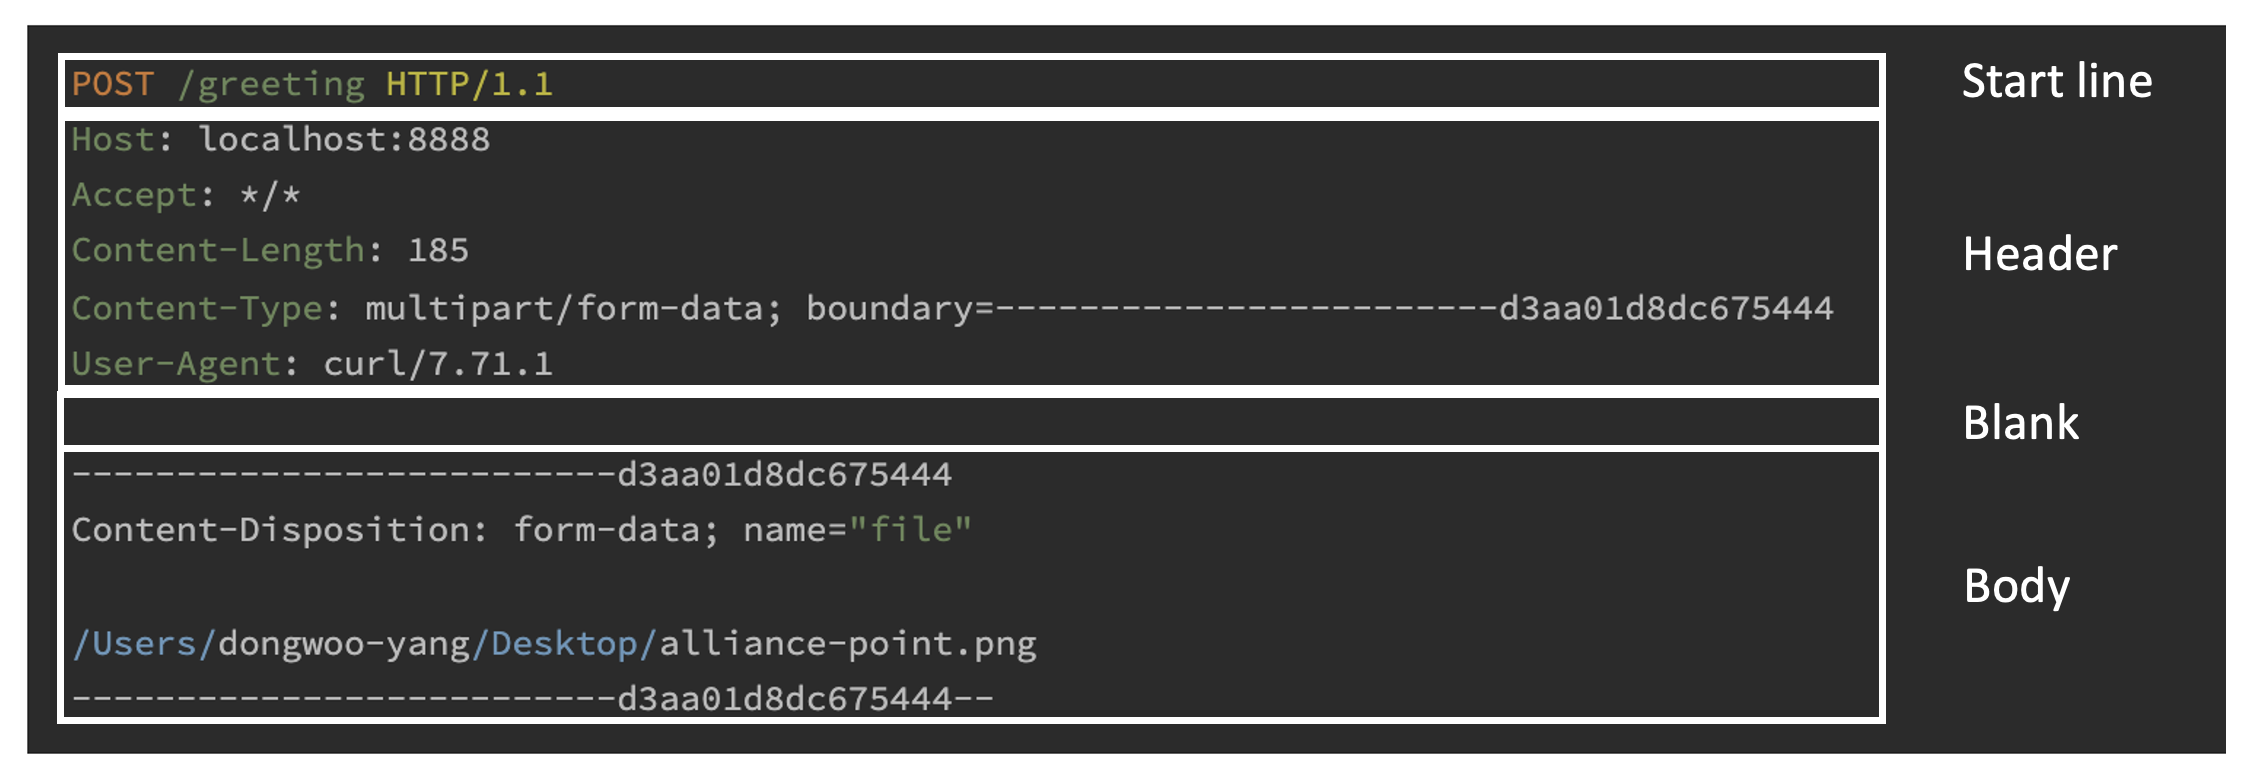 POST /greeting HTTP/1.1
Start line
Host: localhost:8888
Accept: */*
Content-Length: 185
Content-Type: multipart/form-data; boundary=------------------------d3aa01d8dc675444
User-Agent: curl/7.71.1
Header
Blank
--------------------------d3aa01d8dc675444
Content-Disposition: form-data; name="file"
/Users/dongwoo-yang/Desktop/alliance-point.png
--------------------------d3aa01d8dc675444--
Body